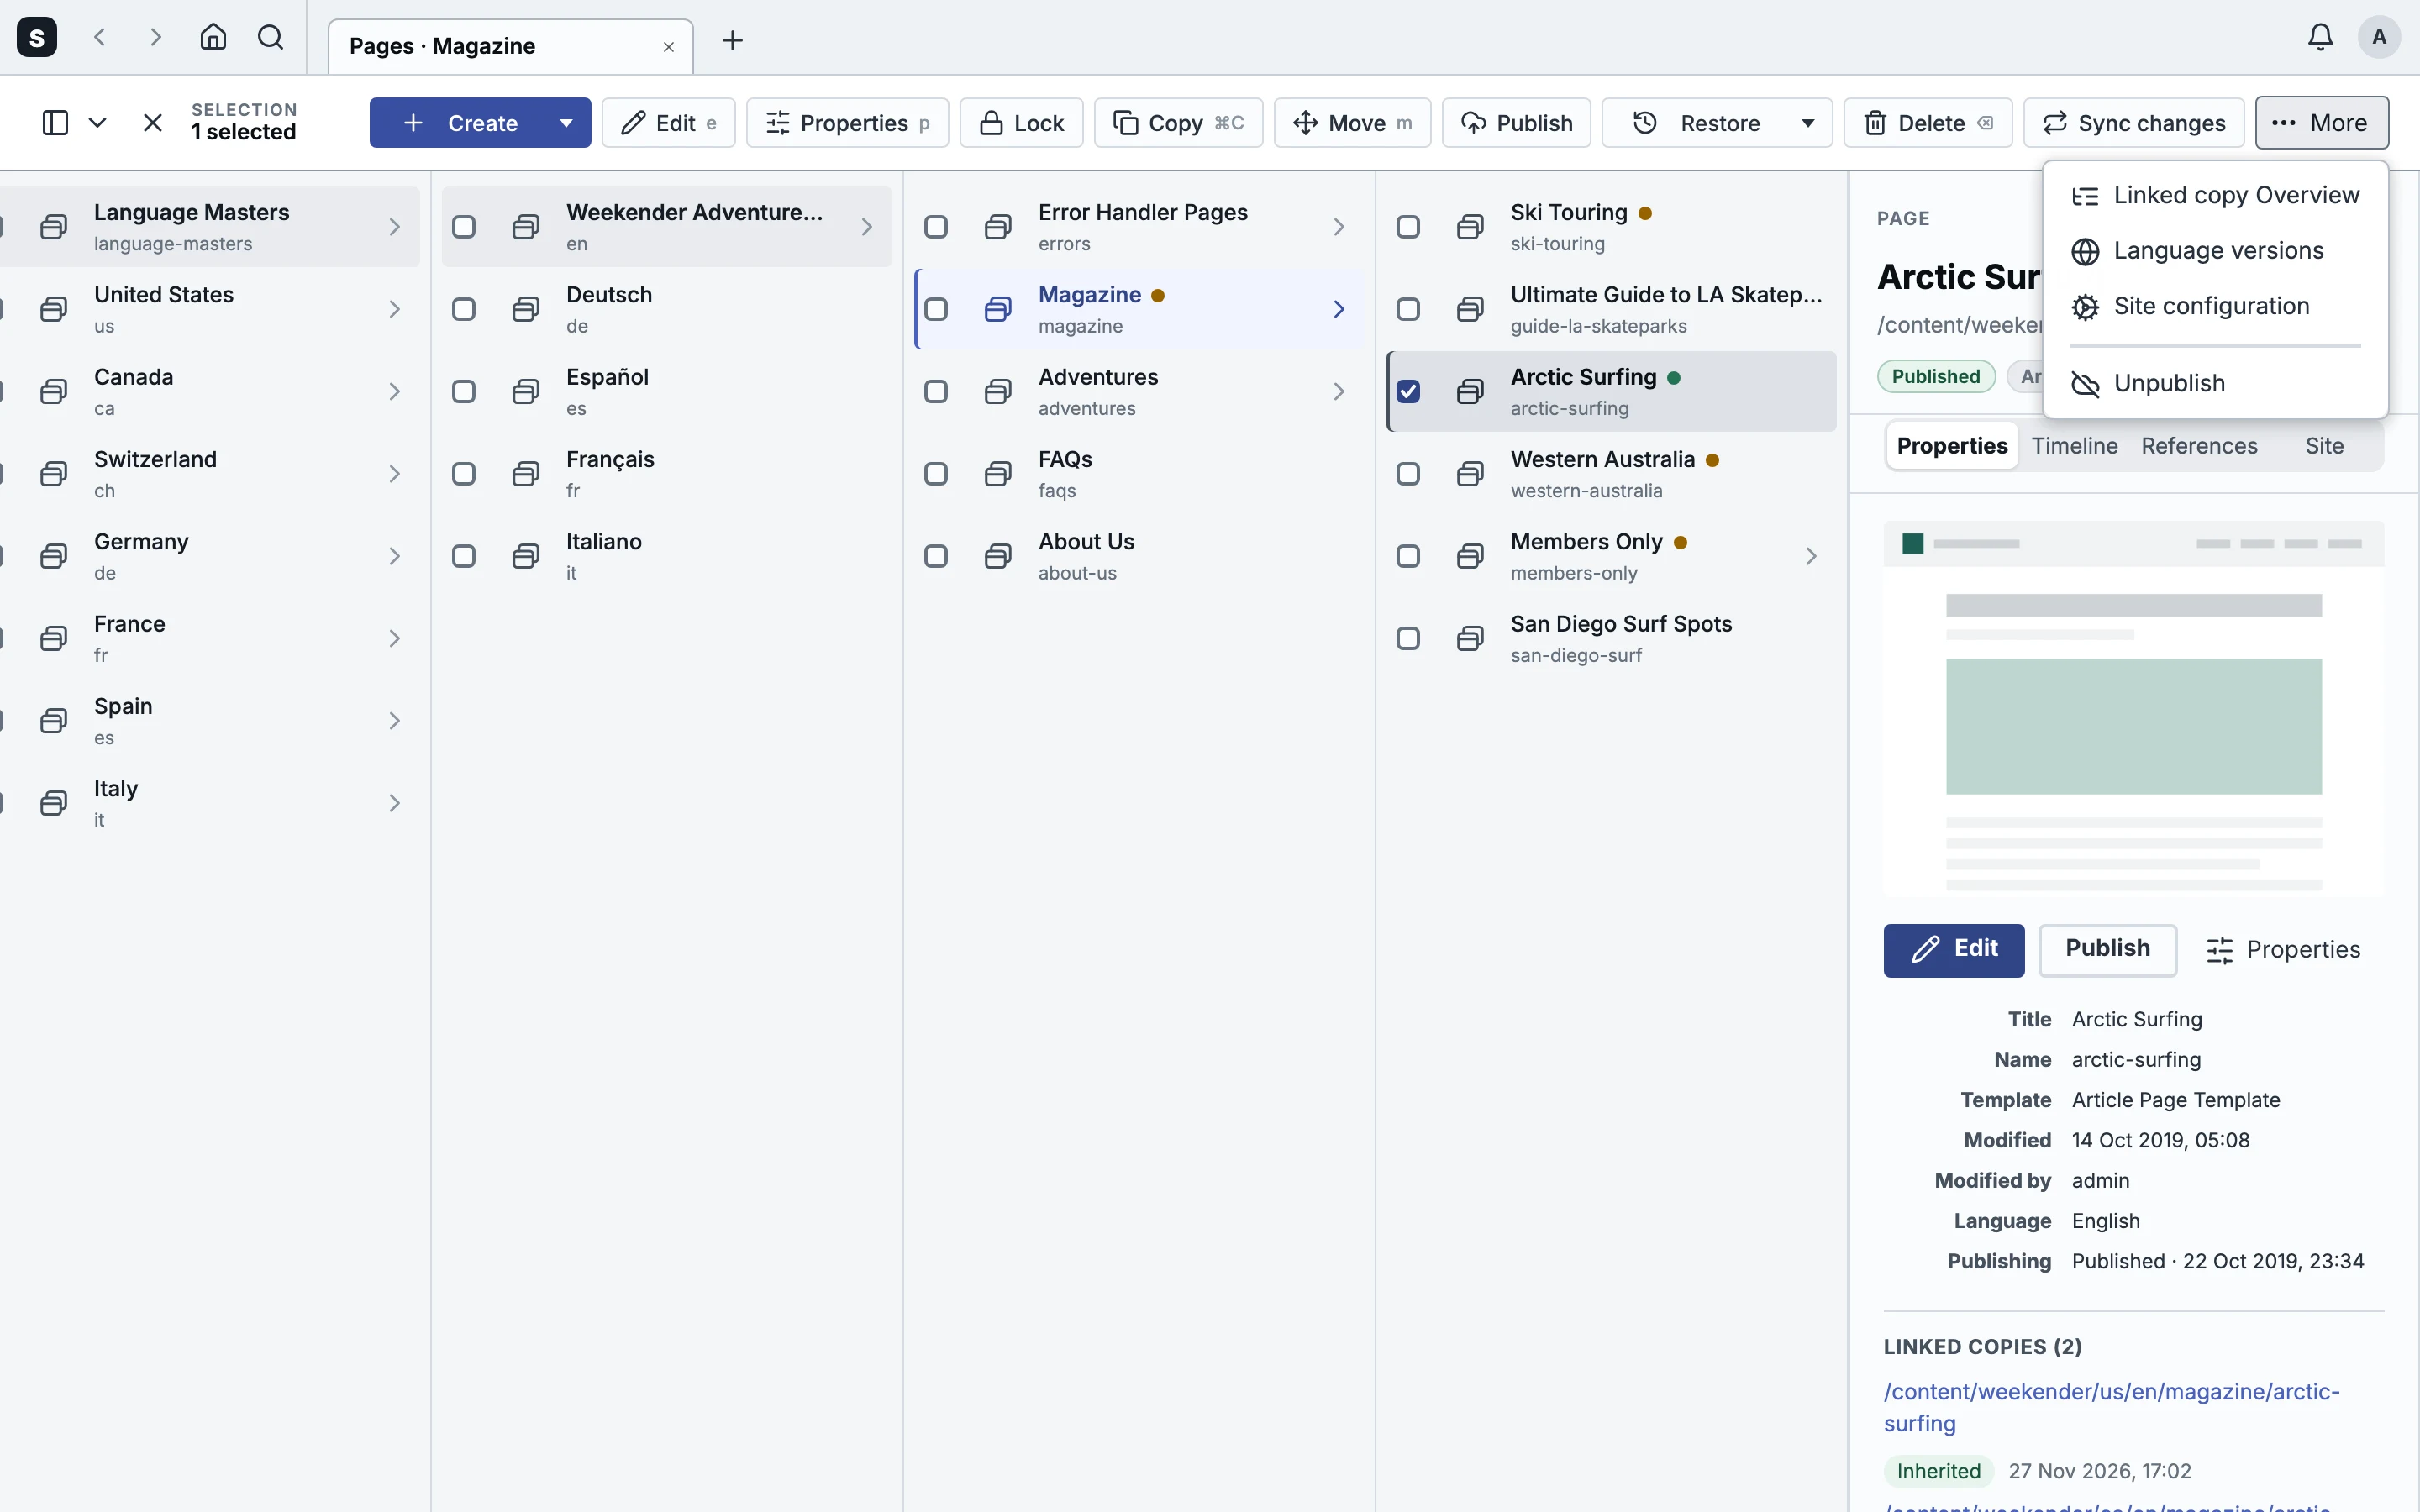 S
Pages · Magazine
A
SELECTION
1 selected
Create
Edit e
Properties p
Lock
Copy ⌘C
Move m
Publish
Restore
Delete
Sync changes
More
Linked copy Overview
Language versions
Site configuration
Unpublish
Language Masters
language-masters
United States
us
Canada
ca
Switzerland
ch
Germany
de
France
fr
Spain
es
Italy
it
Weekender Adventure...
en
Deutsch
de
Español
es
Français
fr
Italiano
it
Error Handler Pages
errors
Magazine
magazine
Adventures
adventures
FAQs
faqs
About Us
about-us
Ski Touring
ski-touring
Ultimate Guide to LA Skatep...
guide-la-skateparks
Arctic Surfing
arctic-surfing
Western Australia
western-australia
Members Only
members-only
San Diego Surf Spots
san-diego-surf
PAGE
Arctic Sur
/content/weeke
Published
Ar
Properties
Timeline
References
Site
Edit
Publish
Properties
Title Arctic Surfing
Name arctic-surfing
Template Article Page Template
Modified 14 Oct 2019, 05:08
Modified by admin
Language English
Publishing Published · 22 Oct 2019, 23:34
LINKED COPIES (2)
/content/weekender/us/en/magazine/arctic-
surfing
Inherited 27 Nov 2026, 17:02